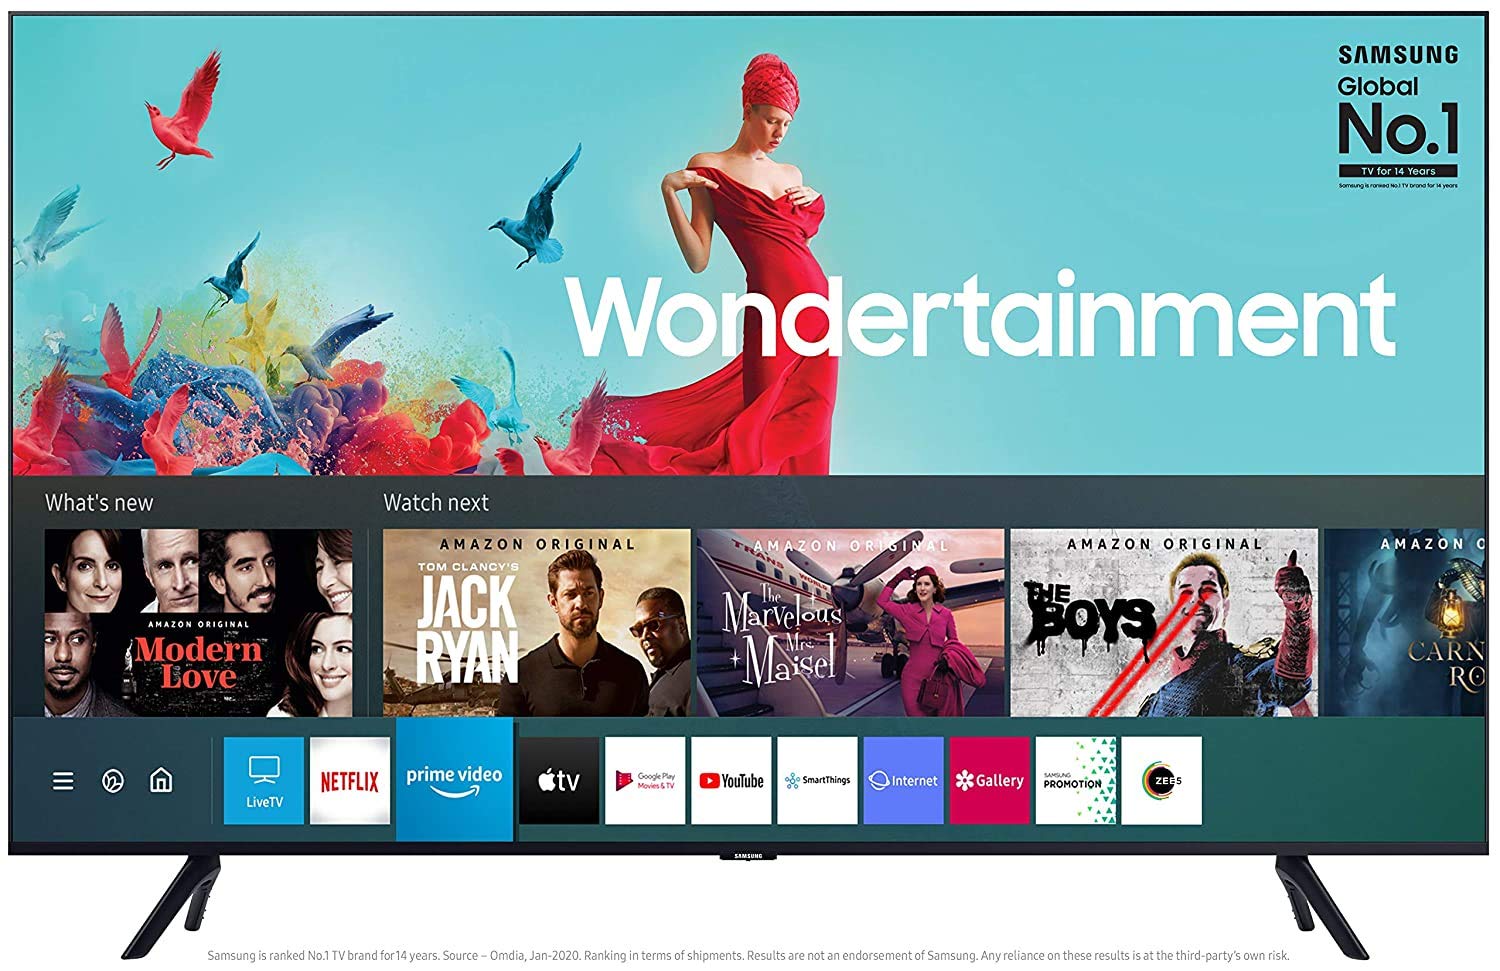 SAMSUNG
Global
No.1
TV for 14 Years
Samsung is ranked No.1 TV brand for 14 years
Wondertainment
What's new
Watch next
AMAZON ORIGINAL
Modern
Love
AMAZON ORIGINAL
TOM CLANCY'S
JACK
RYAN
AMAZON ORIGINAL
The
Marvelous
Mrs.
Maisel
AMAZON ORIGINAL
THE
BOYS
AMAZON O
CARN
RO
LiveTV
NETFLIX
prime video
tv
Google Play
Movies & TV
YouTube
SmartThings
Internet
Gallery
SAMSUNG
PROMOTION
ZEE5
SAMSUNG
Samsung is ranked No.1 TV brand for 14 years. Source – Omdia, Jan-2020. Ranking in terms of shipments. Results are not an endorsement of Samsung. Any reliance on these results is at the third-party's own risk.